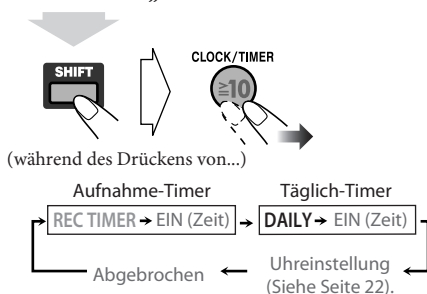 SHIFT
CLOCK/TIMER
≧10
(während des Drückens von...)
Aufnahme-Timer
Täglich-Timer
REC TIMER → EIN (Zeit) → DAILY → EIN (Zeit)
Abgebrochen ← Uhreinstellung
(Siehe Seite 22).